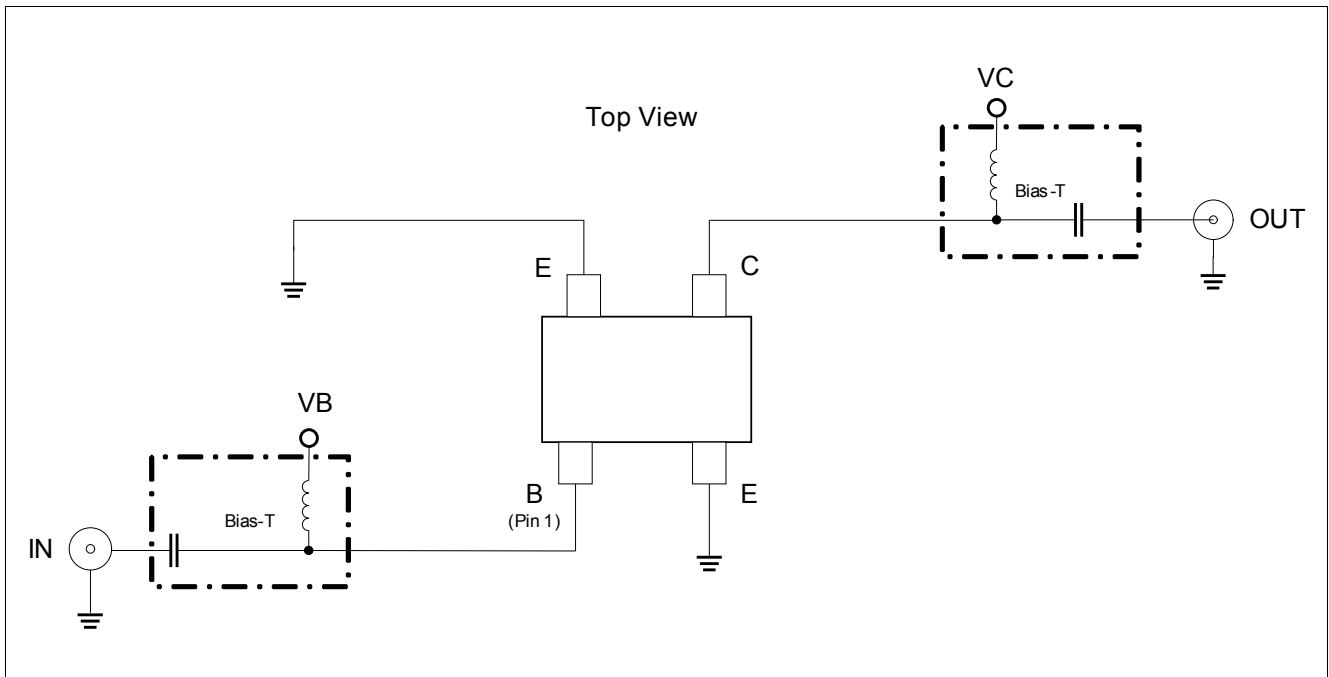 VC
Top View
Bias-T
OUT
E
C
VB
B
(Pin 1)
E
Bias-T
IN